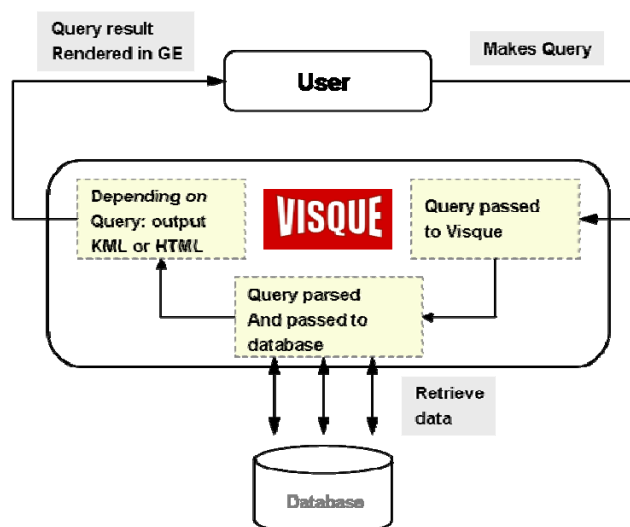 Query result
Rendered in GE
Makes Query
User
Depending on
Query: output
KML or HTML
VISQUE
Query passed
to Visque
Query parsed
And passed to
database
Retrieve
data
Database